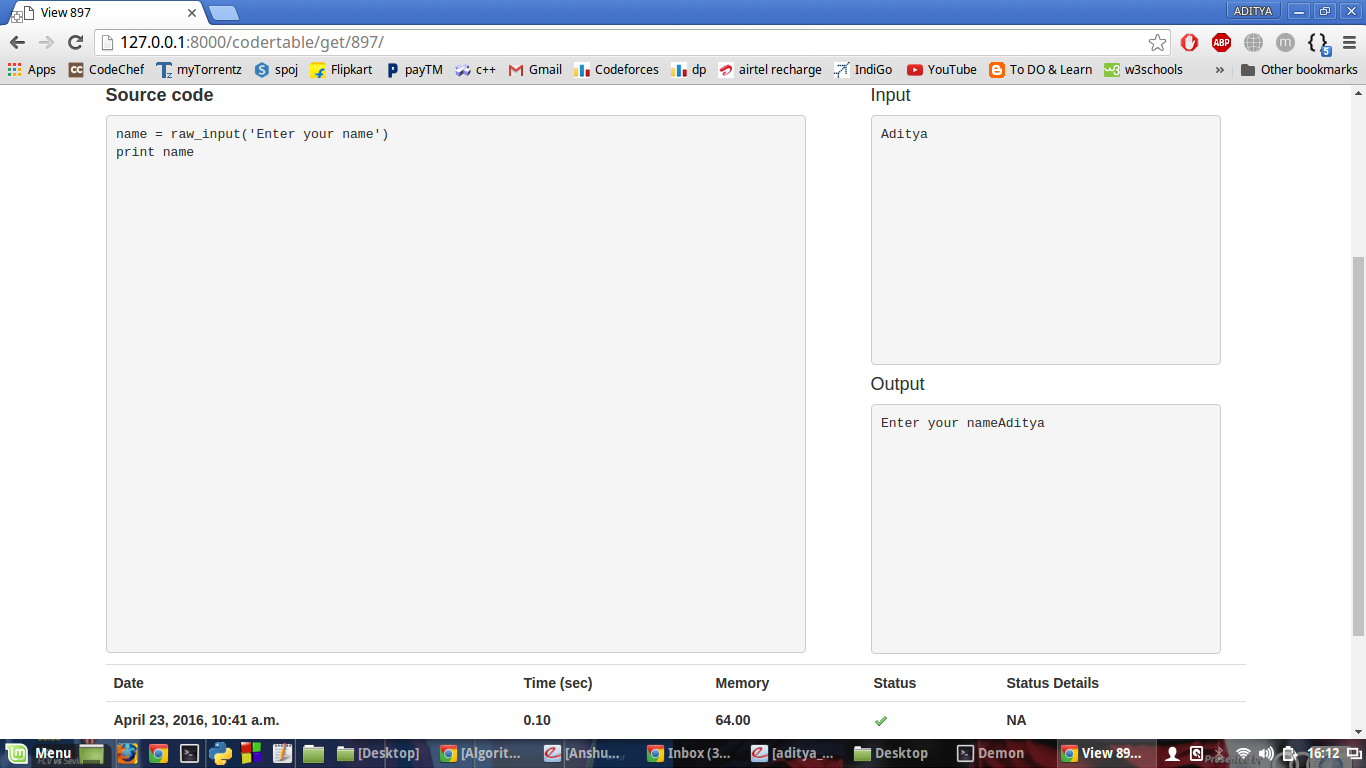 View 897
ADITYA
127.0.0.1:8000/codertable/get/897/
ABP
m
{} 5
Apps CodeChef myTorrentz spoj Flipkart payTM c++ Gmail Codeforces dp airtel recharge IndiGo YouTube To DO & Learn w3schools » Other bookmarks
Source code
name = raw_input('Enter your name')
print name
Input
Aditya
Output
Enter your nameAditya
Date Time (sec) Memory Status Status Details
April 23, 2016, 10:41 a.m. 0.10 64.00 NA
Menu [Desktop] [Algorit... [Anshu... Inbox (3... [aditya_... Desktop Demon View 89... 16:12